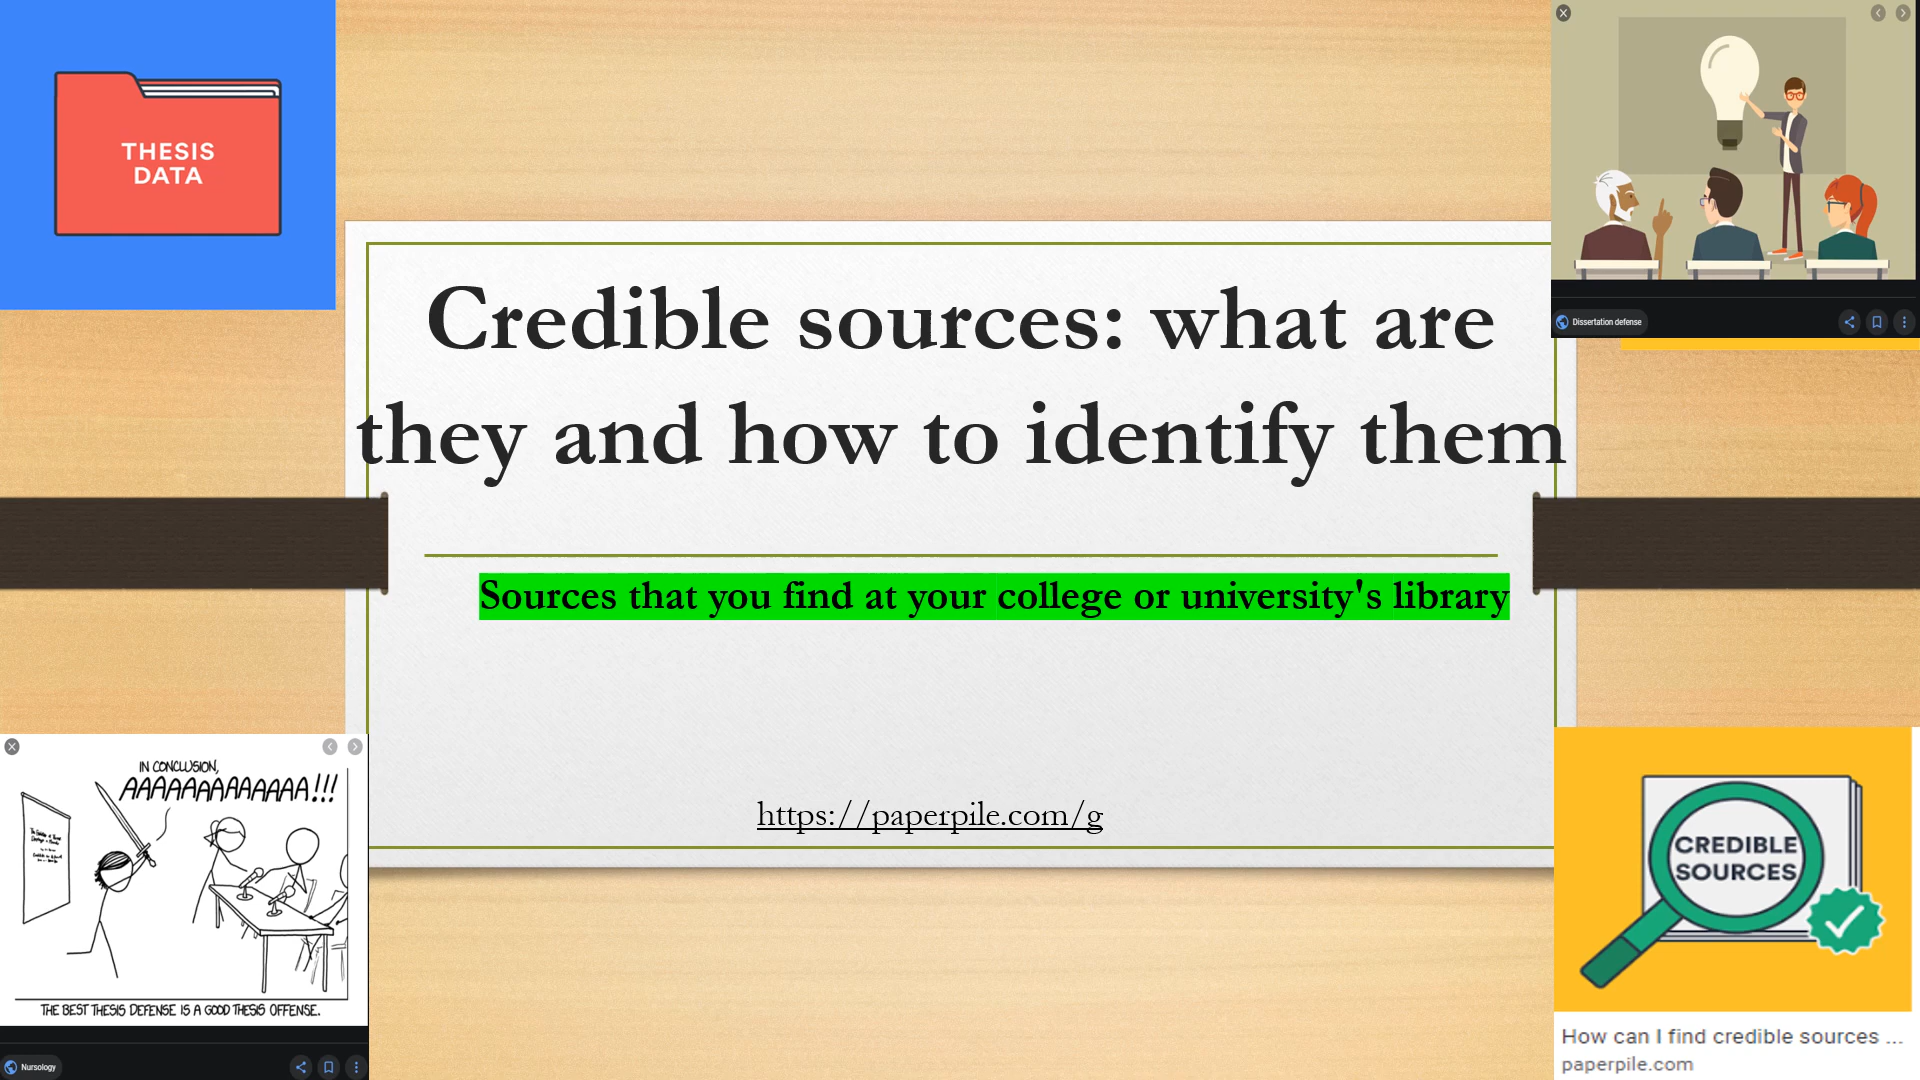 THESIS
DATA
Dissertation defense
Credible sources: what are
they and how to identify them
Sources that you find at your college or university's library
https://paperpile.com/g
IN CONCLUSION,
AAAAAAAAAAAAA!!!
THE BEST THESIS DEFENSE IS A GOOD THESIS OFFENSE.
Nursology
CREDIBLE
SOURCES
How can I find credible sources ...
paperpile.com